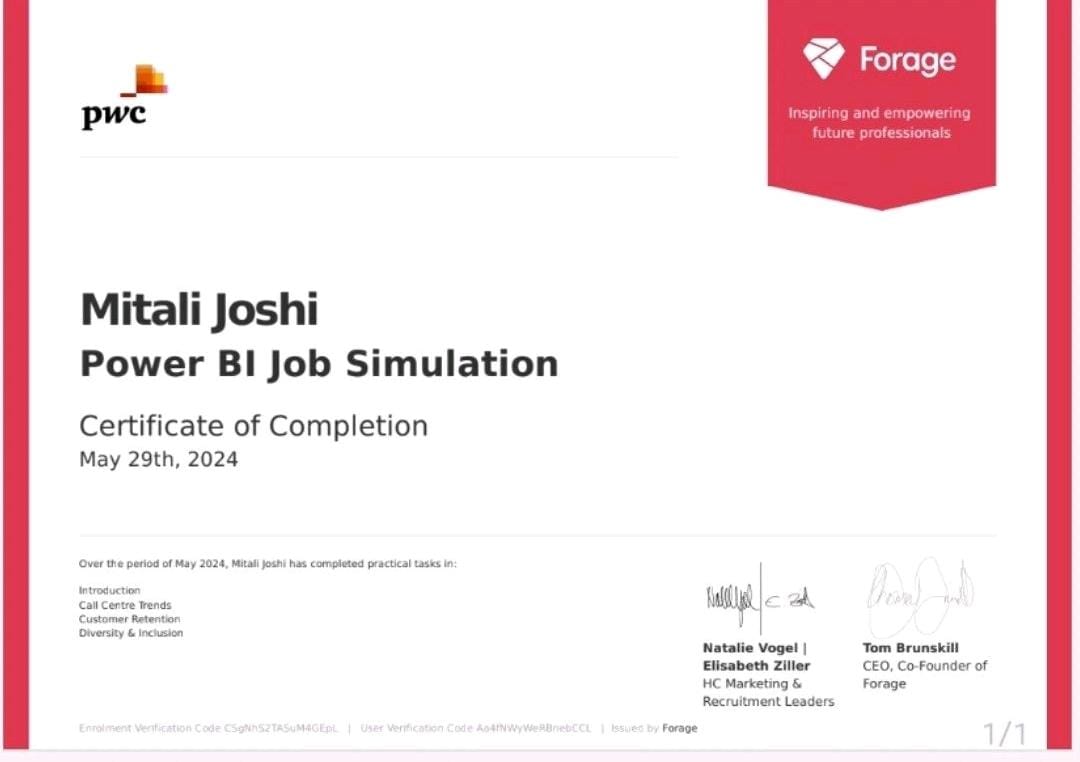 pwc
Forage
Inspiring and empowering
future professionals
Mitali Joshi
Power BI Job Simulation
Certificate of Completion
May 29th, 2024
Over the period of May 2024, Mitali Joshi has completed practical tasks in:
Introduction
Call Centre Trends
Customer Retention
Diversity & Inclusion
Natalie Vogel |
Elisabeth Ziller
HC Marketing &
Recruitment Leaders
Tom Brunskill
CEO, Co-Founder of
Forage
Enrolment Verification Code CSgNhS2TASuM4GEpL | User Verification Code Aa4fNWyWeRBnebCCL | Issued by Forage
1/1